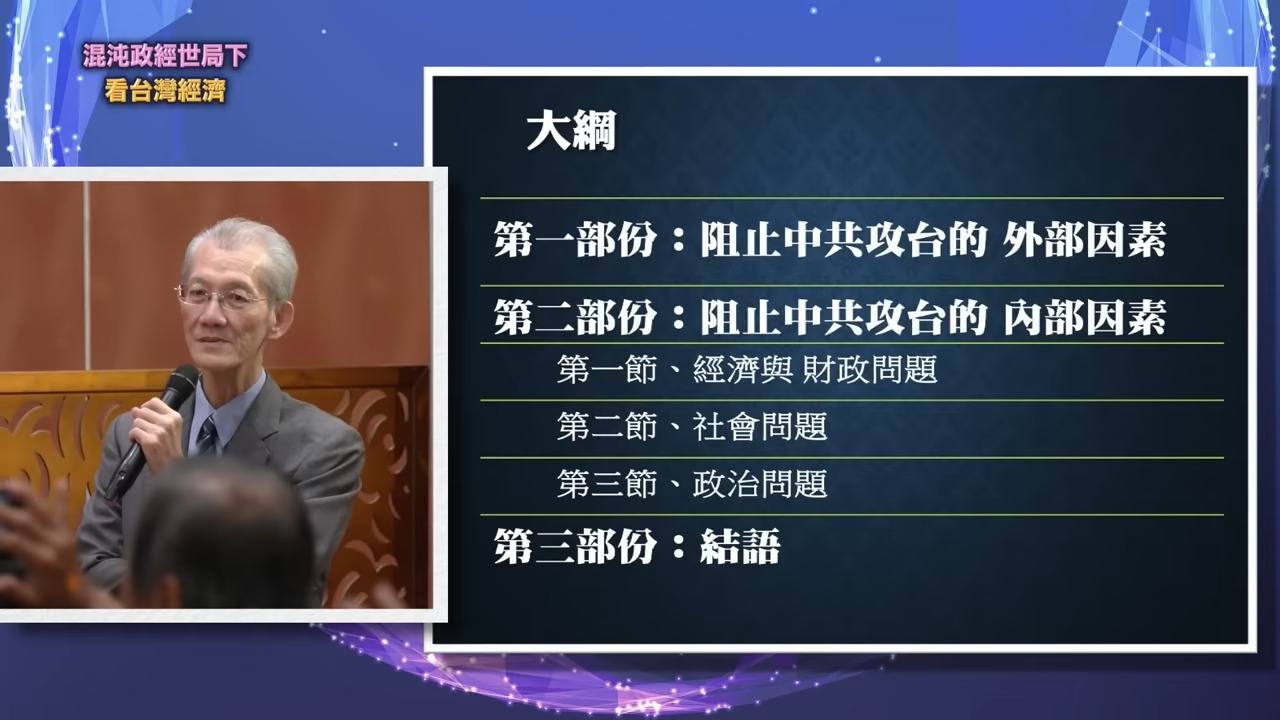 混沌政經世局下
看台灣經濟
大綱
第一部份：阻止中共攻台的 外部因素
第二部份：阻止中共攻台的 內部因素
第一節、經濟與 財政問題
第二節、社會問題
第三節、政治問題
第三部份：結語